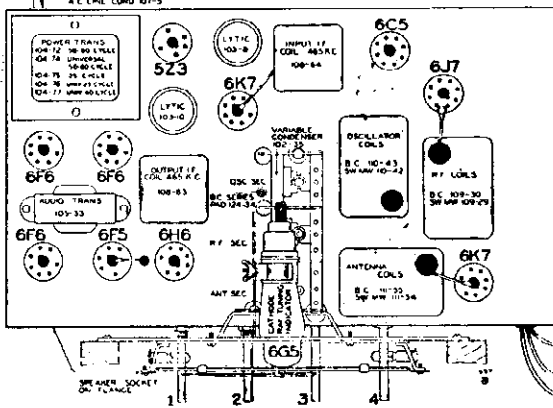 A.C. LINE CORD 107-5
POWER TRANS
104-72 50-60 CYCLE
104-74 UNIVERSAL
50-60 CYCLE
104-75 25 CYCLE
104-76 UNIV 25 CYCLE
104-77 UNIV 40 CYCLE
5Z3
LYTIC
103-8
INPUT I.F.
COIL 465 K.C.
108-64
6C5
6J7
LYTIC
103-10
6K7
VARIABLE
CONDENSER
102-35
OSCILLATOR
COILS
B.C. 110-43
SW MW 110-42
6F6
6F6
OUTPUT I.F.
COIL 465 K.C.
108-63
OSC SEC
B.C. SERIES
PAD 124-34
R.F. COILS
B.C. 109-30
SW MW 109-29
AUDIO TRANS
105-33
R.F. SEC
6F6
6F5
6H6
ANT SEC
CATHODE
RAY TUNING
INDICATOR
6G5
ANTENNA
COILS
B.C. 111-35
SW MW 111-34
6K7
SPEAKER SOCKET
ON FLANGE
1
2
3
4